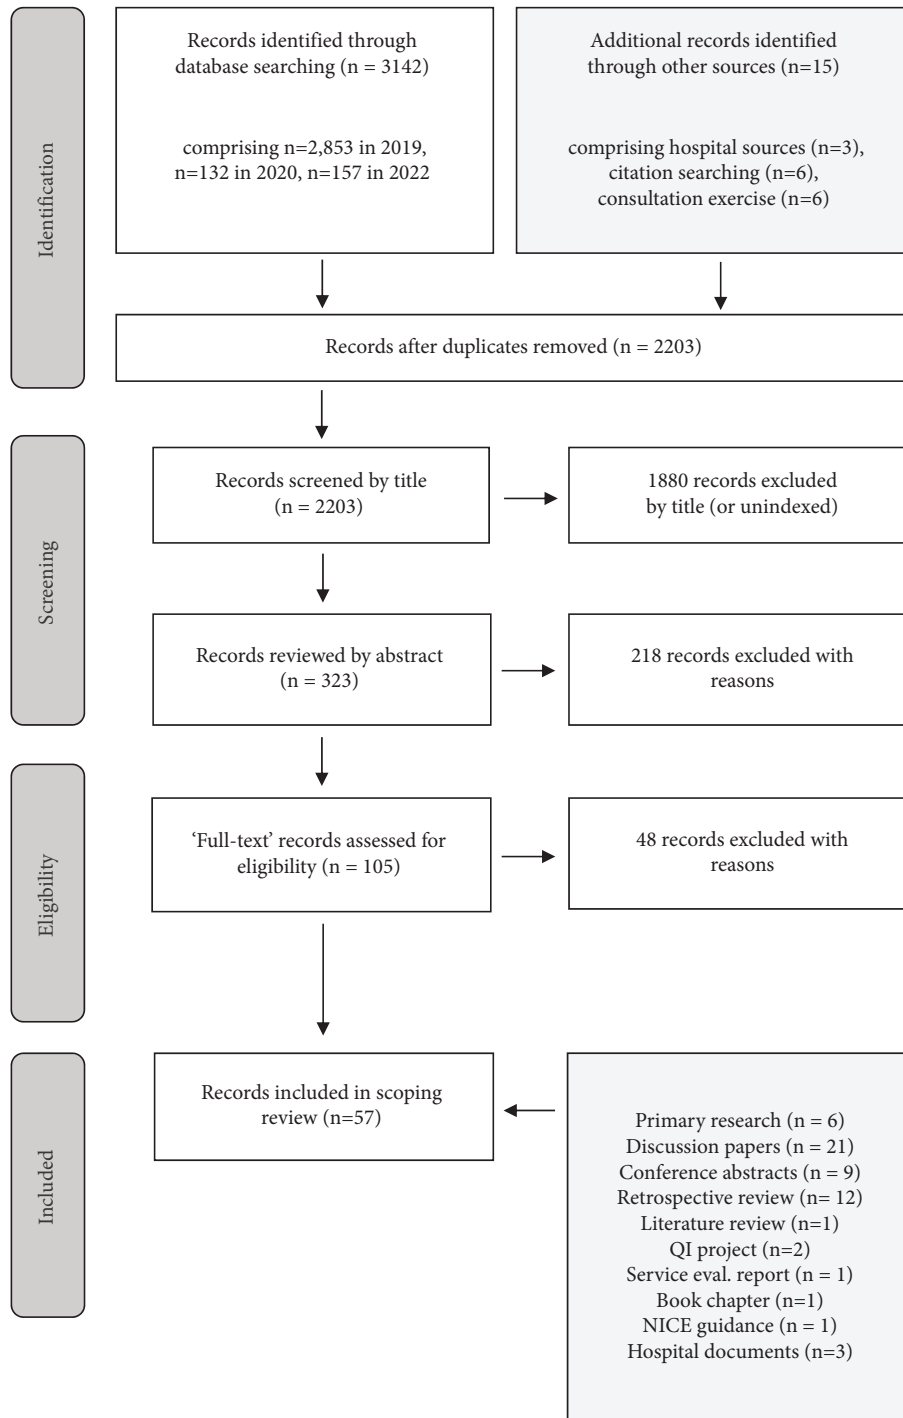 Identification
Records identified through
database searching (n = 3142)
comprising n=2,853 in 2019,
n=132 in 2020, n=157 in 2022
Additional records identified
through other sources (n=15)
comprising hospital sources (n=3),
citation searching (n=6),
consultation exercise (n=6)
Records after duplicates removed (n = 2203)
Screening
Records screened by title
(n = 2203)
1880 records excluded
by title (or unindexed)
Records reviewed by abstract
(n = 323)
218 records excluded with
reasons
Eligibility
‘Full-text’ records assessed for
eligibility (n = 105)
48 records excluded with
reasons
Included
Records included in scoping
review (n=57)
Primary research (n = 6)
Discussion papers (n = 21)
Conference abstracts (n = 9)
Retrospective review (n= 12)
Literature review (n=1)
QI project (n=2)
Service eval. report (n = 1)
Book chapter (n=1)
NICE guidance (n = 1)
Hospital documents (n=3)